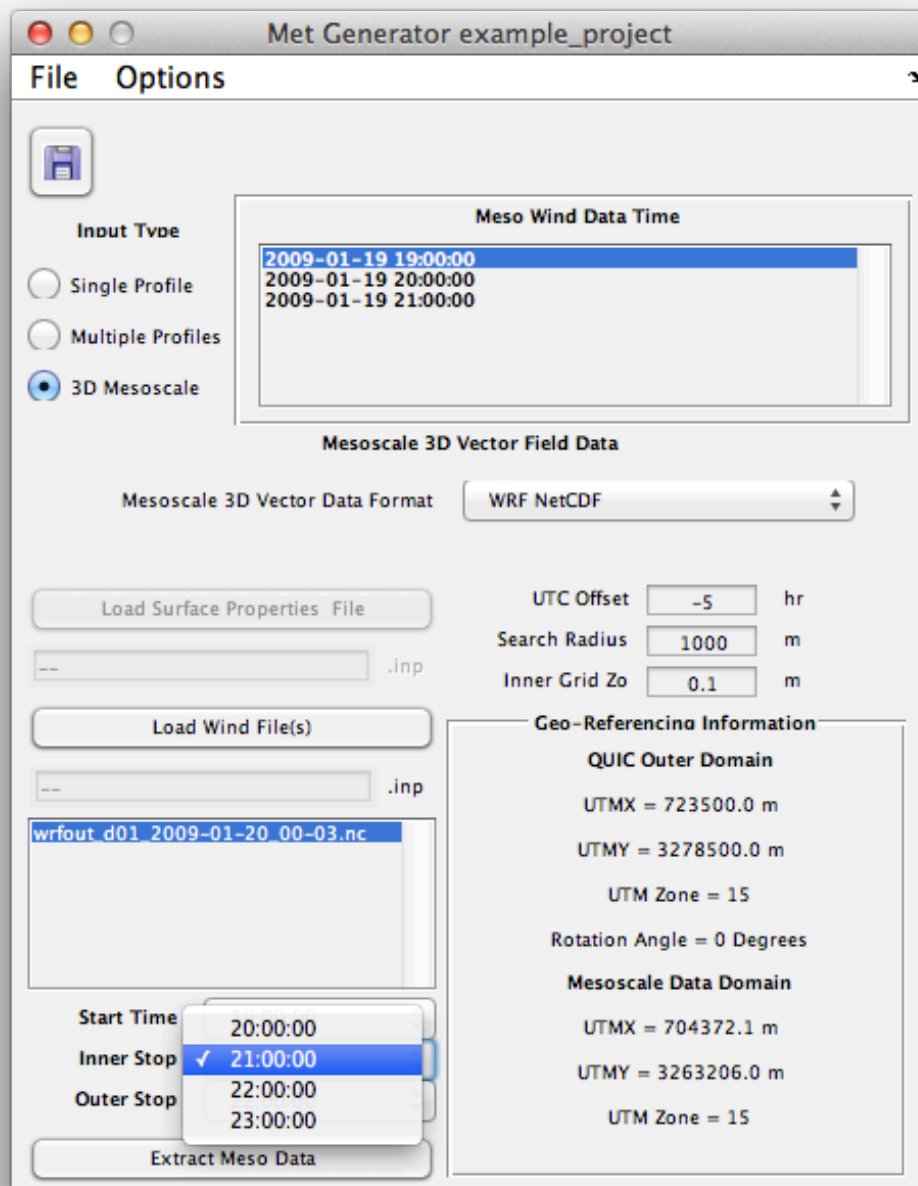 Met Generator example_project
File Options
Input Type
Single Profile
Multiple Profiles
3D Mesoscale
Meso Wind Data Time
2009-01-19 19:00:00
2009-01-19 20:00:00
2009-01-19 21:00:00
Mesoscale 3D Vector Field Data
Mesoscale 3D Vector Data Format WRF NetCDF
Load Surface Properties File
-- .inp
Load Wind File(s)
-- .inp
wrfout_d01_2009-01-20_00-03.nc
Start Time
Inner Stop
Outer Stop
20:00:00
✓ 21:00:00
22:00:00
23:00:00
Extract Meso Data
UTC Offset -5 hr
Search Radius 1000 m
Inner Grid Zo 0.1 m
Geo-Referencing Information
QUIC Outer Domain
UTMX = 723500.0 m
UTMY = 3278500.0 m
UTM Zone = 15
Rotation Angle = 0 Degrees
Mesoscale Data Domain
UTMX = 704372.1 m
UTMY = 3263206.0 m
UTM Zone = 15